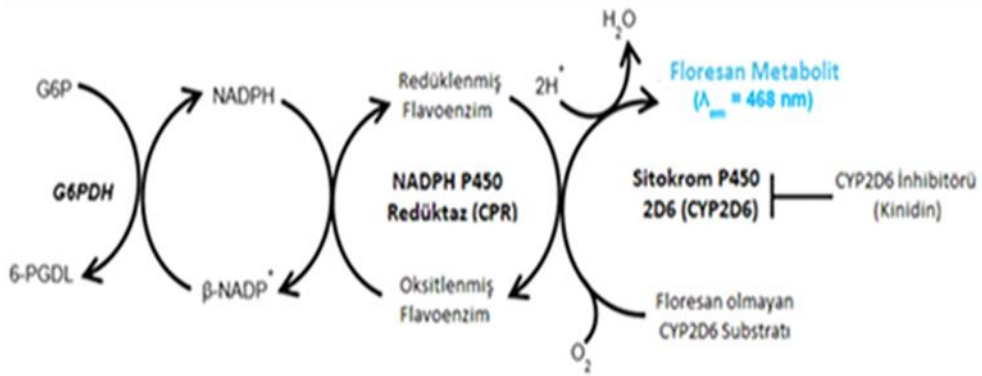 H₂O
G6P
NADPH
Redüklenmiş
Flavoenzim
2H⁺
Floresan Metabolit
(λem = 468 nm)
G6PDH
NADPH P450
Redüktaz (CPR)
Sitokrom P450
2D6 (CYP2D6)
CYP2D6 İnhibitörü
(Kinidin)
6-PGDL
β-NADP⁺
Oksitlenmiş
Flavoenzim
Floresan olmayan
CYP2D6 Substratı
O₂